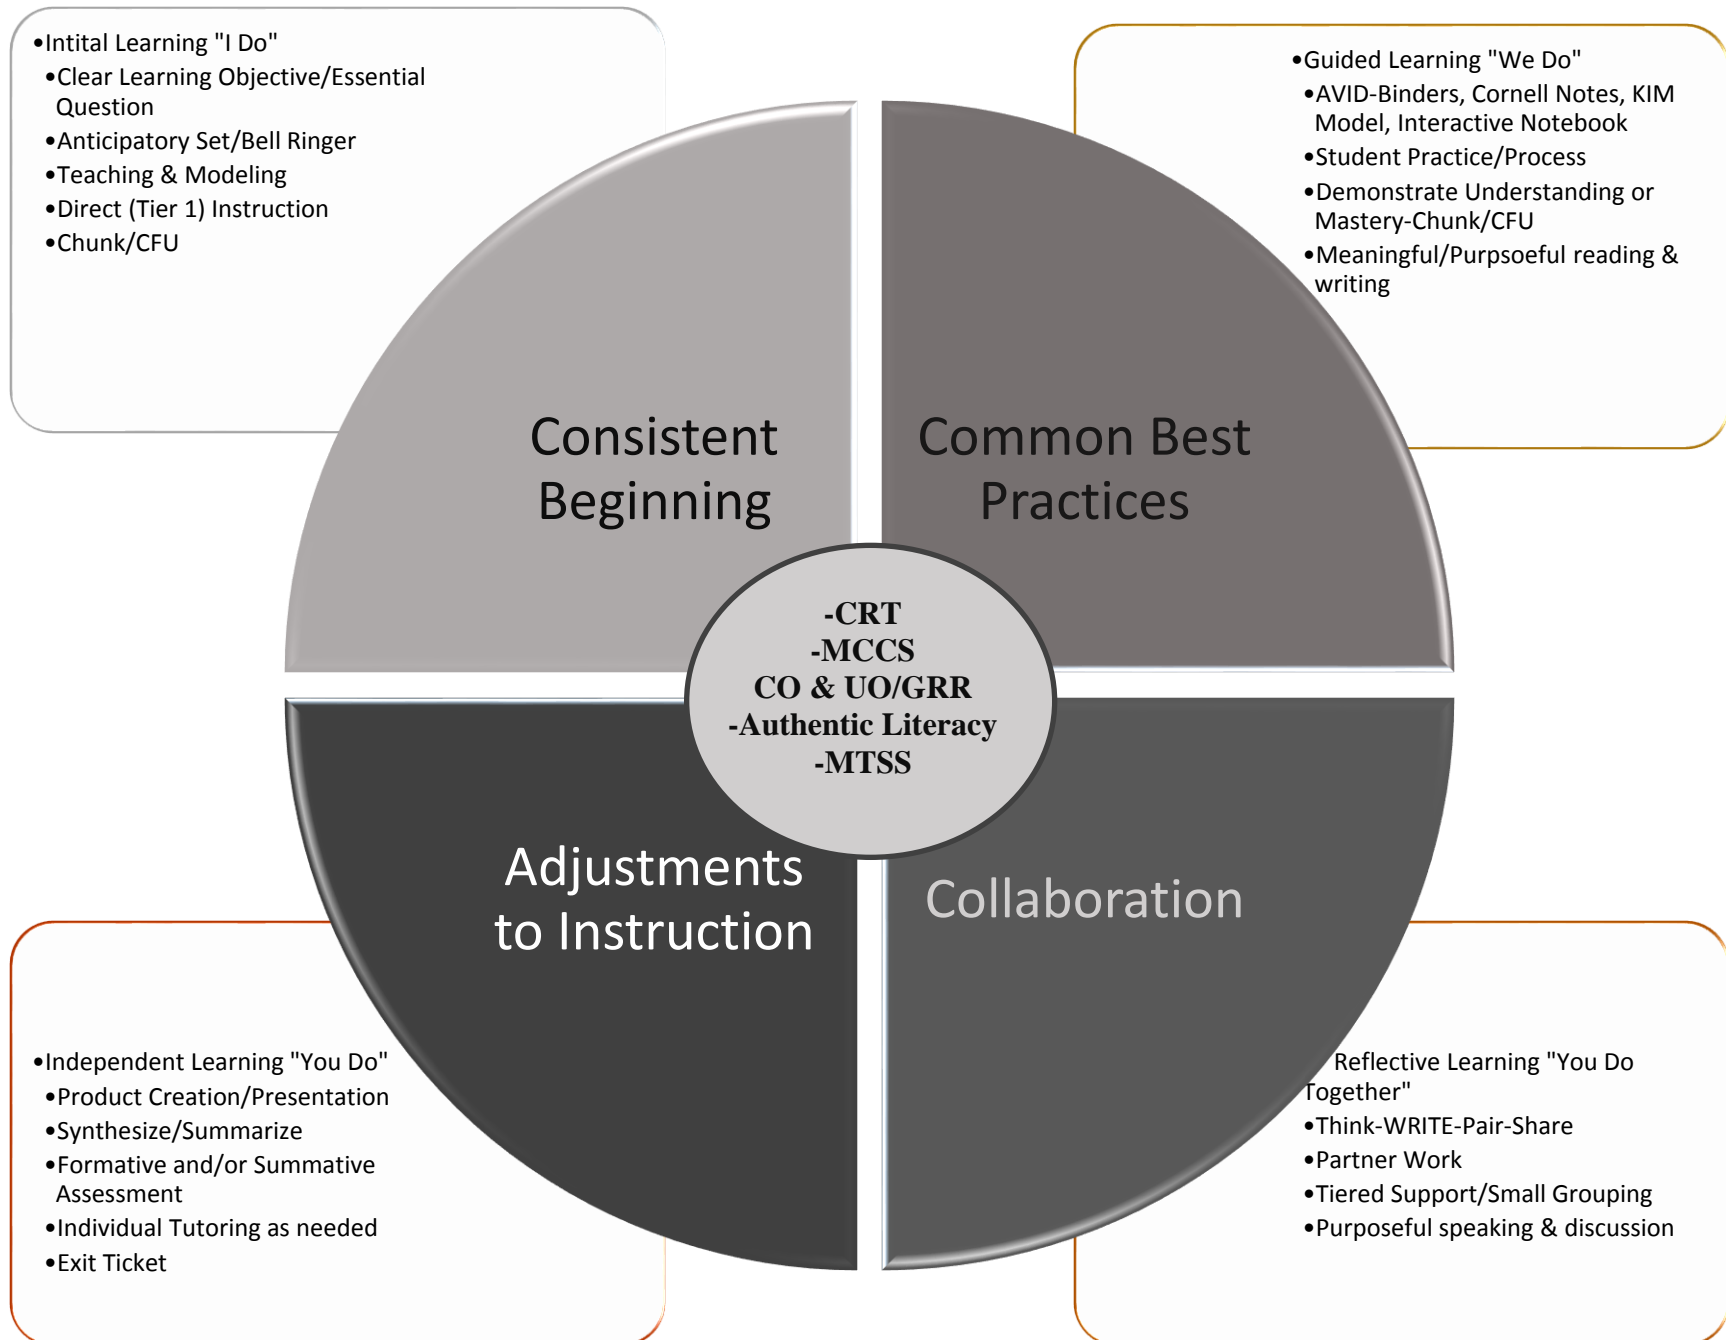 •Intital Learning "I Do"
•Clear Learning Objective/Essential
Question
•Anticipatory Set/Bell Ringer
•Teaching & Modeling
•Direct (Tier 1) Instruction
•Chunk/CFU
•Guided Learning "We Do"
•AVID-Binders, Cornell Notes, KIM
Model, Interactive Notebook
•Student Practice/Process
•Demonstrate Understanding or
Mastery-Chunk/CFU
•Meaningful/Purpsoeful reading &
writing
Consistent
Beginning
Common Best
Practices
-CRT
-MCCS
CO & UO/GRR
-Authentic Literacy
-MTSS
Adjustments
to Instruction
Collaboration
•Independent Learning "You Do"
•Product Creation/Presentation
•Synthesize/Summarize
•Formative and/or Summative
Assessment
•Individual Tutoring as needed
•Exit Ticket
Reflective Learning "You Do
Together"
•Think-WRITE-Pair-Share
•Partner Work
•Tiered Support/Small Grouping
•Purposeful speaking & discussion